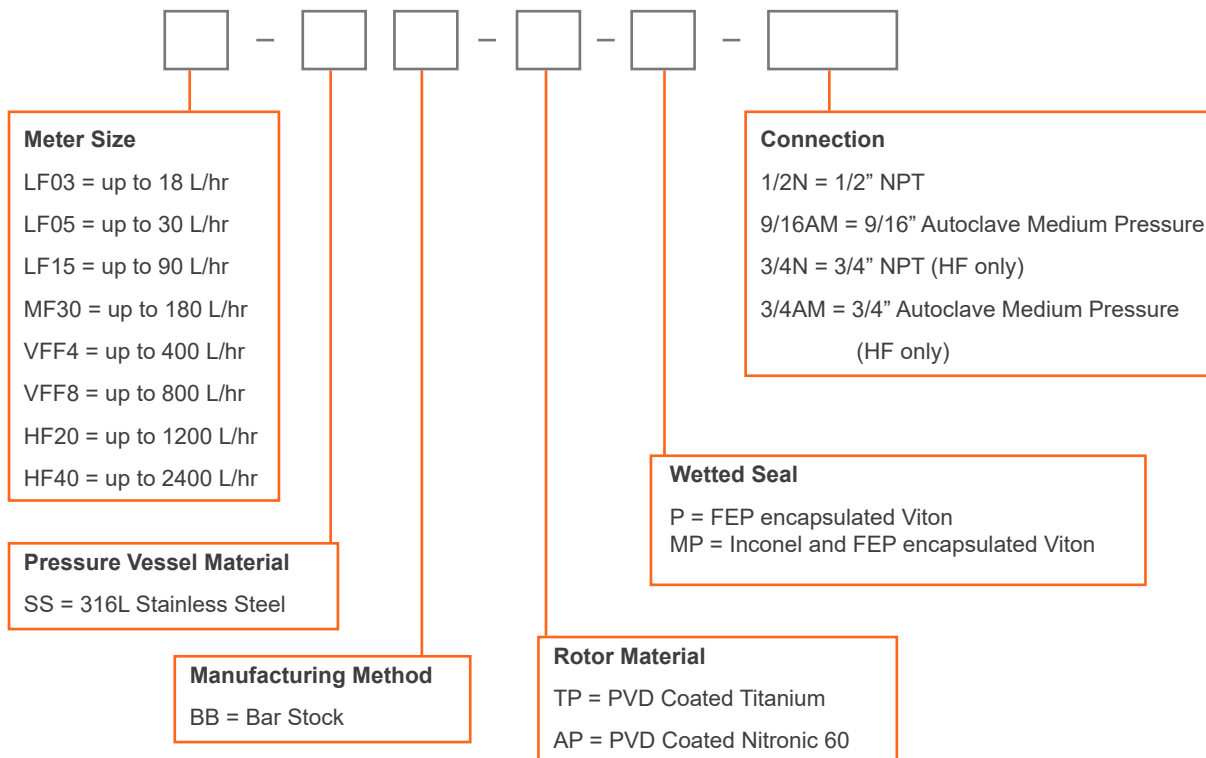 Meter Size
LF03 = up to 18 L/hr
LF05 = up to 30 L/hr
LF15 = up to 90 L/hr
MF30 = up to 180 L/hr
VFF4 = up to 400 L/hr
VFF8 = up to 800 L/hr
HF20 = up to 1200 L/hr
HF40 = up to 2400 L/hr
Connection
1/2N = 1/2” NPT
9/16AM = 9/16” Autoclave Medium Pressure
3/4N = 3/4” NPT (HF only)
3/4AM = 3/4” Autoclave Medium Pressure
(HF only)
Wetted Seal
P = FEP encapsulated Viton
MP = Inconel and FEP encapsulated Viton
Pressure Vessel Material
SS = 316L Stainless Steel
Manufacturing Method
BB = Bar Stock
Rotor Material
TP = PVD Coated Titanium
AP = PVD Coated Nitronic 60